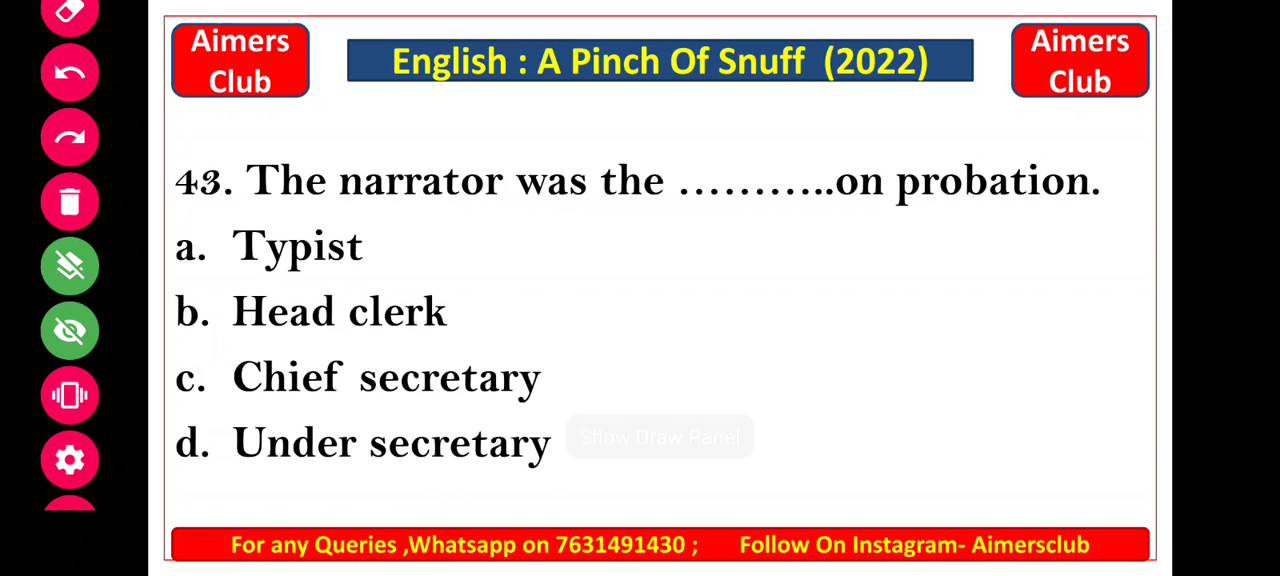 Aimers Club
English : A Pinch Of Snuff (2022)
Aimers Club
43. The narrator was the ………..on probation.
a. Typist
b. Head clerk
c. Chief secretary
d. Under secretary
Show Draw Panel
For any Queries ,Whatsapp on 7631491430 ; Follow On Instagram- Aimersclub